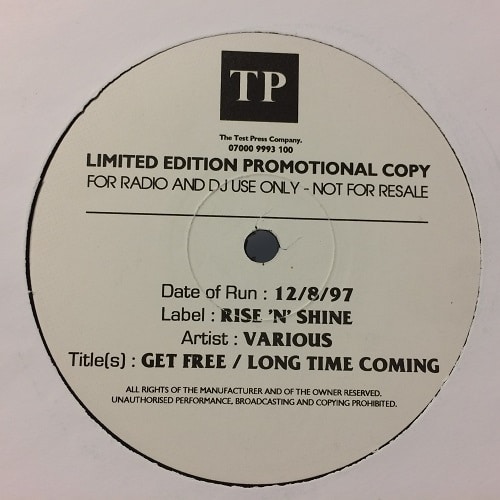 TP
The Test Press Company.
07000 9993 100
LIMITED EDITION PROMOTIONAL COPY
FOR RADIO AND DJ USE ONLY - NOT FOR RESALE
Date of Run : 12/8/97
Label : RISE 'N' SHINE
Artist : VARIOUS
Title(s) : GET FREE / LONG TIME COMING
ALL RIGHTS OF THE MANUFACTURER AND OF THE OWNER RESERVED.
UNAUTHORISED PERFORMANCE, BROADCASTING AND COPYING PROHIBITED.